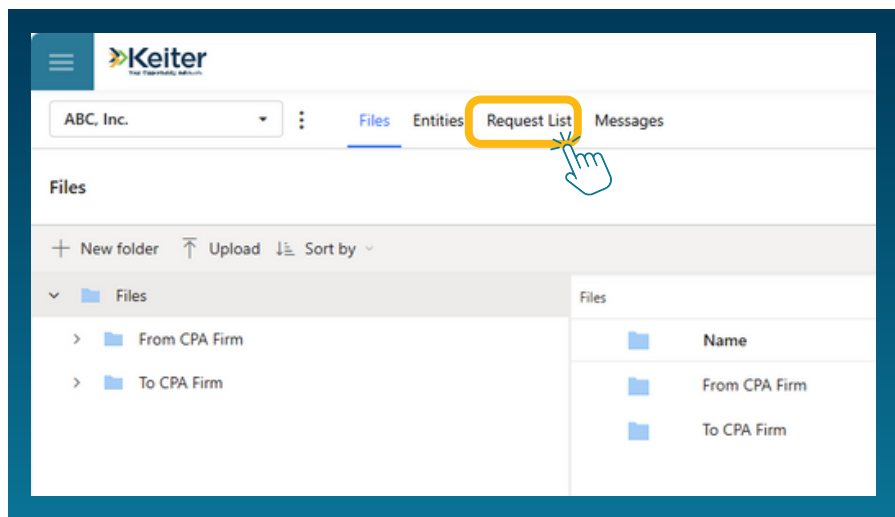 Keiter
ABC, Inc.
Files Entities Request List Messages
Files
New folder Upload Sort by
Files
From CPA Firm
To CPA Firm
Files
Name
From CPA Firm
To CPA Firm